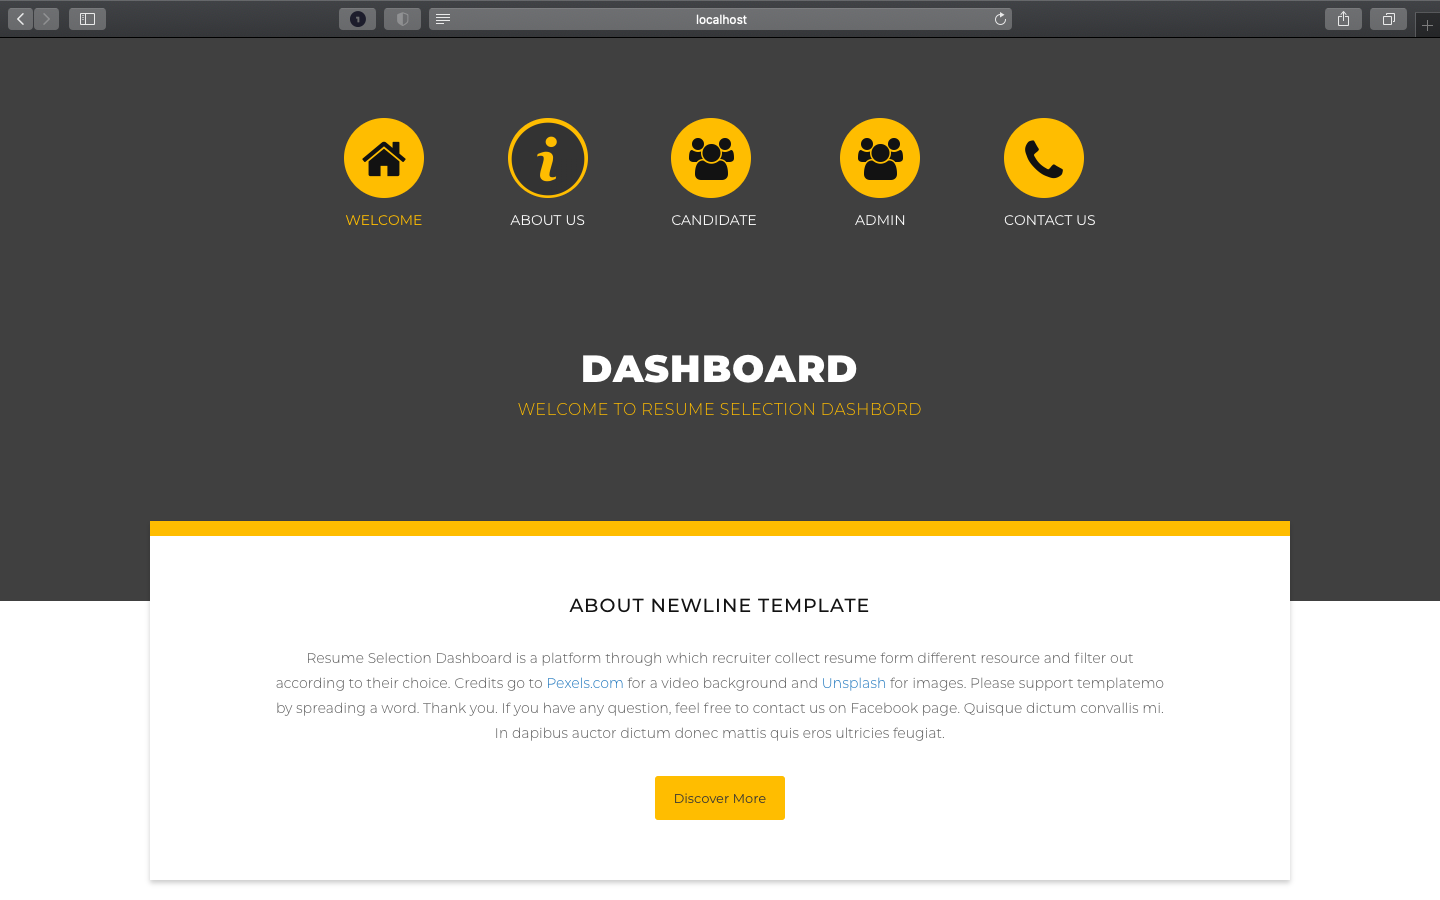 localhost
WELCOME
ABOUT US
CANDIDATE
ADMIN
CONTACT US
DASHBOARD
WELCOME TO RESUME SELECTION DASHBORD
ABOUT NEWLINE TEMPLATE
Resume Selection Dashboard is a platform through which recruiter collect resume form different resource and filter out
according to their choice. Credits go to Pexels.com for a video background and Unsplash for images. Please support templatemo
by spreading a word. Thank you. If you have any question, feel free to contact us on Facebook page. Quisque dictum convallis mi.
In dapibus auctor dictum donec mattis quis eros ultricies feugiat.
Discover More